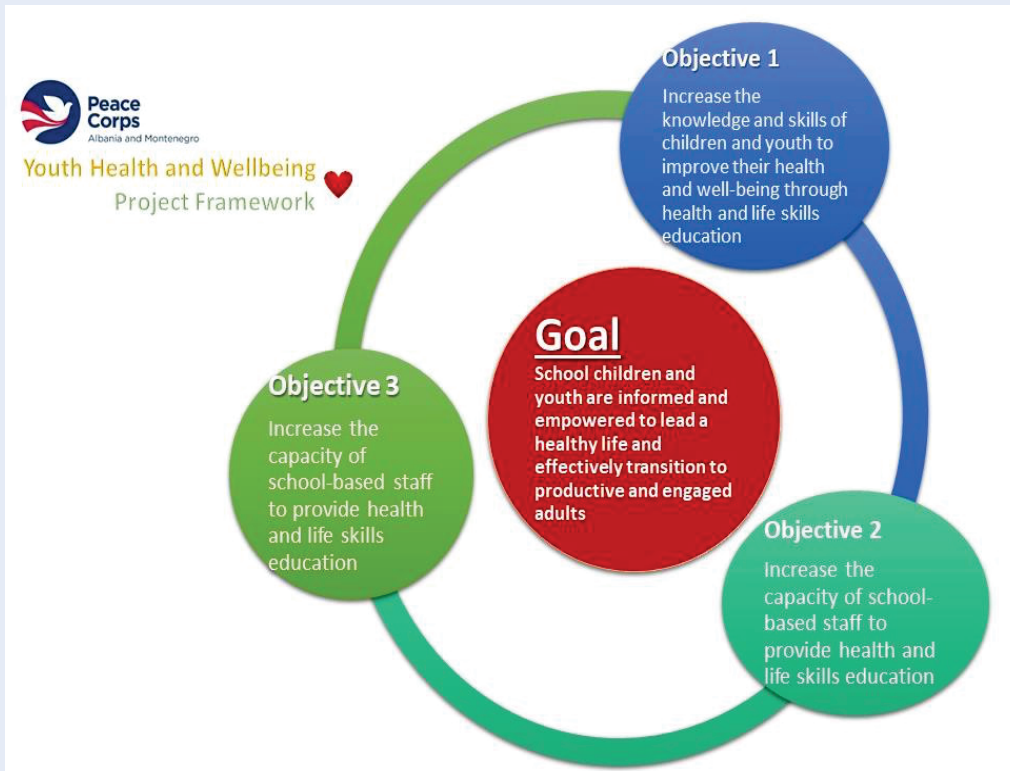 Peace
Corps
Albania and Montenegro
Youth Health and Wellbeing
Project Framework
Objective 1
Increase the
knowledge and skills of
children and youth to
improve their health
and well-being through
health and life skills
education
Goal
School children and
youth are informed and
empowered to lead a
healthy life and
effectively transition to
productive and engaged
adults
Objective 3
Increase the
capacity of
school-based staff
to provide health
and life skills
education
Objective 2
Increase the
capacity of school-
based staff to
provide health and
life skills education